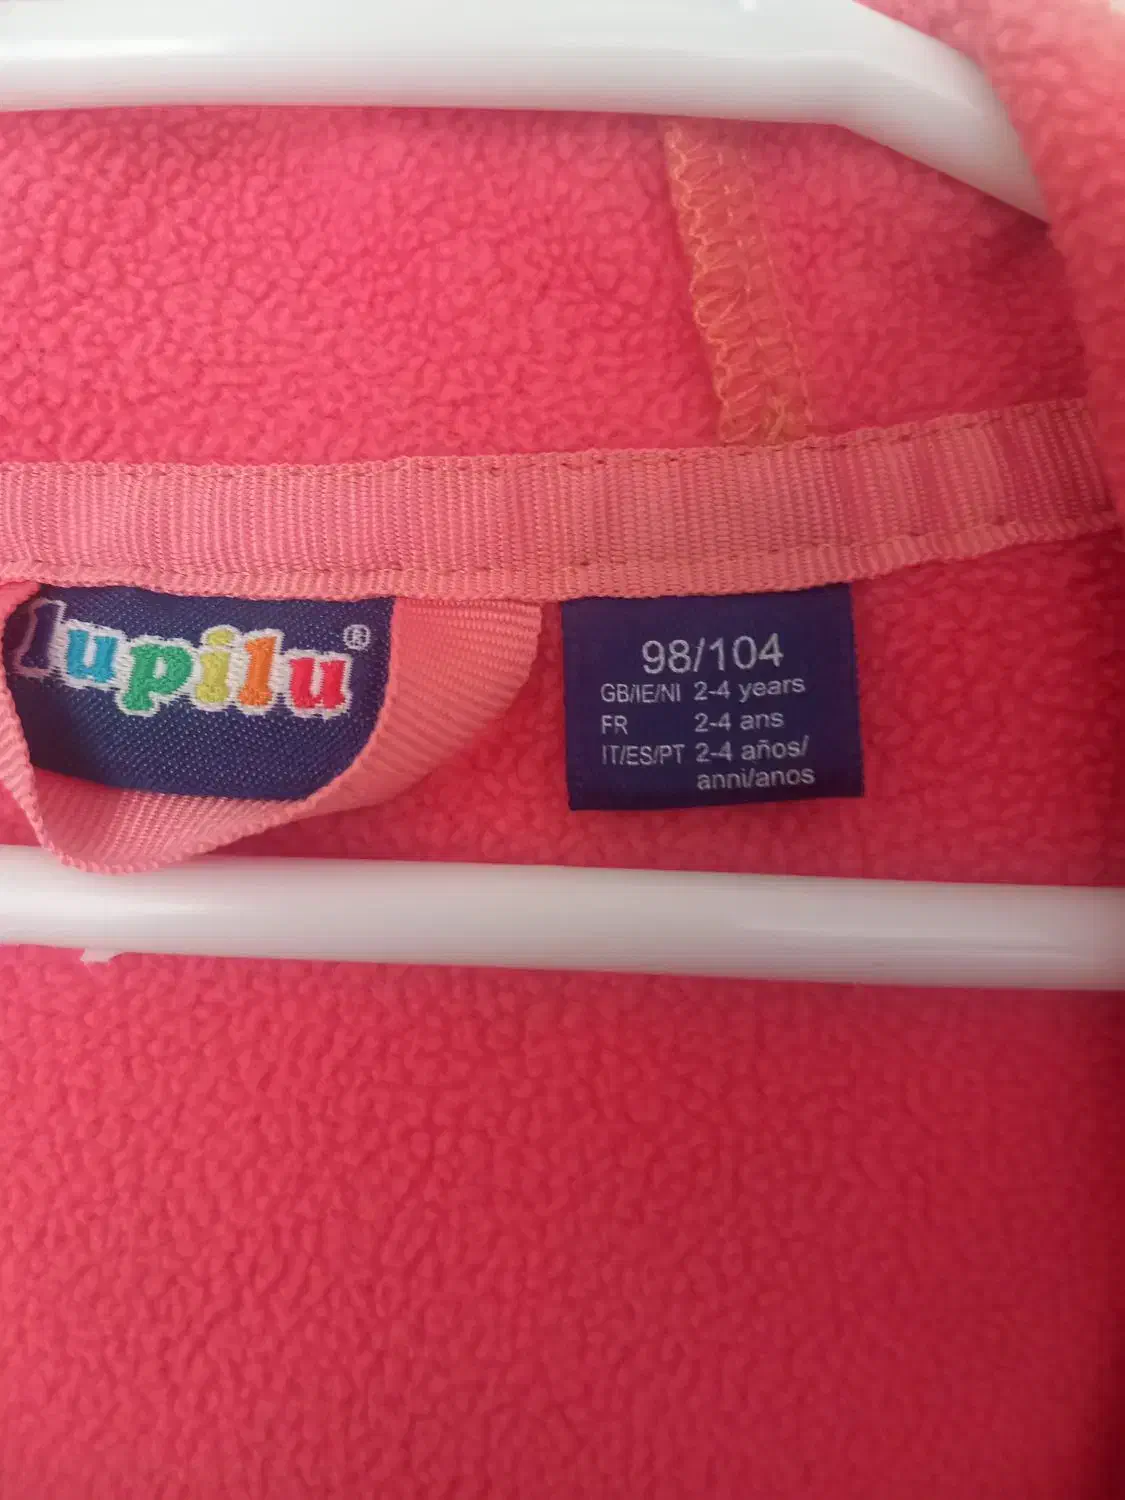 lupilu®
98/104
GB/IE/NI 2-4 years
FR 2-4 ans
IT/ES/PT 2-4 años/
anni/anos